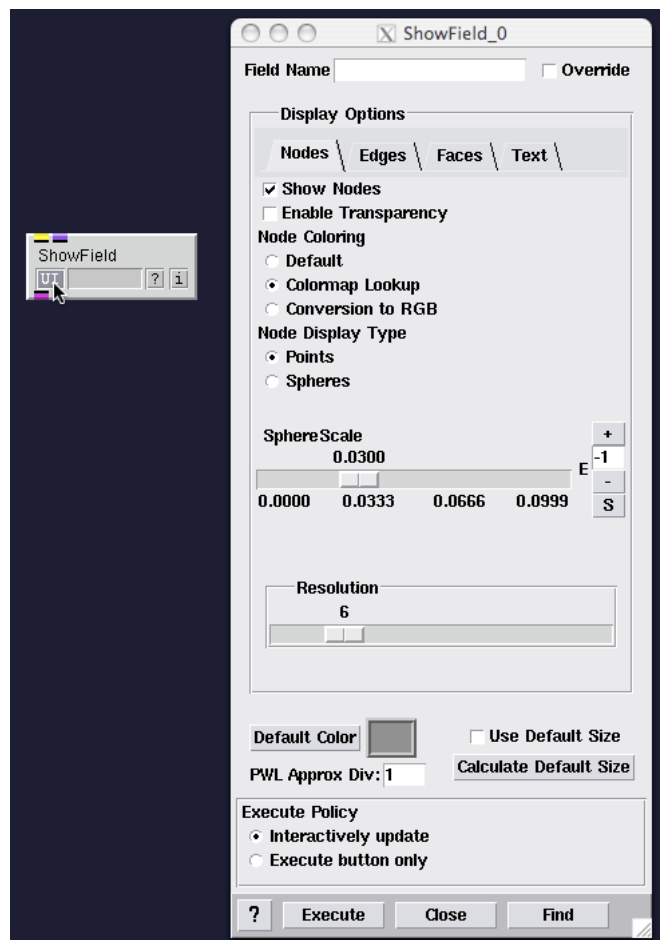 ShowField_0
Field Name Override
Display Options
Nodes Edges Faces Text
Show Nodes
Enable Transparency
Node Coloring
Default
Colormap Lookup
Conversion to RGB
Node Display Type
Points
Spheres
ShowField
UI ? i
SphereScale
0.0300
+
E -1
-
S
0.0000 0.0333 0.0666 0.0999
Resolution
6
Default Color Use Default Size
PWL Approx Div: 1 Calculate Default Size
Execute Policy
Interactively update
Execute button only
? Execute Close Find